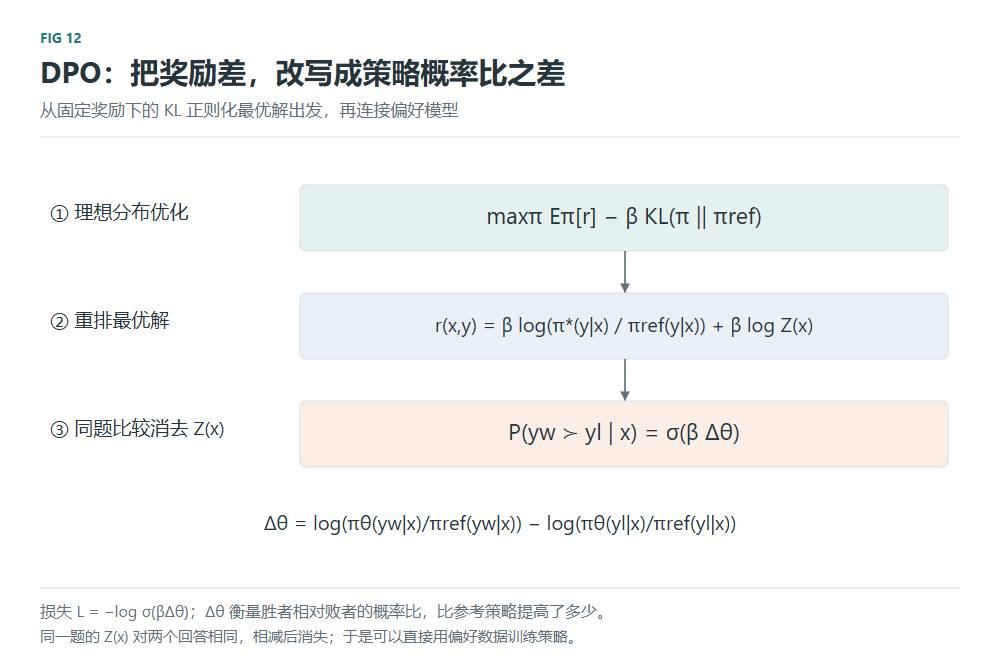 FIG 12
DPO：把奖励差，改写成策略概率比之差
从固定奖励下的 KL 正则化最优解出发，再连接偏好模型
① 理想分布优化
maxπ Eπ[r] − β KL(π || πref)
② 重排最优解
r(x,y) = β log(π*(y|x) / πref(y|x)) + β log Z(x)
③ 同题比较消去 Z(x)
P(yw ≻ yl | x) = σ(β Δθ)
Δθ = log(πθ(yw|x)/πref(yw|x)) − log(πθ(yl|x)/πref(yl|x))
损失 L = −log σ(βΔθ)；Δθ 衡量胜者相对败者的概率比，比参考策略提高了多少。
同一题的 Z(x) 对两个回答相同，相减后消失；于是可以直接用偏好数据训练策略。